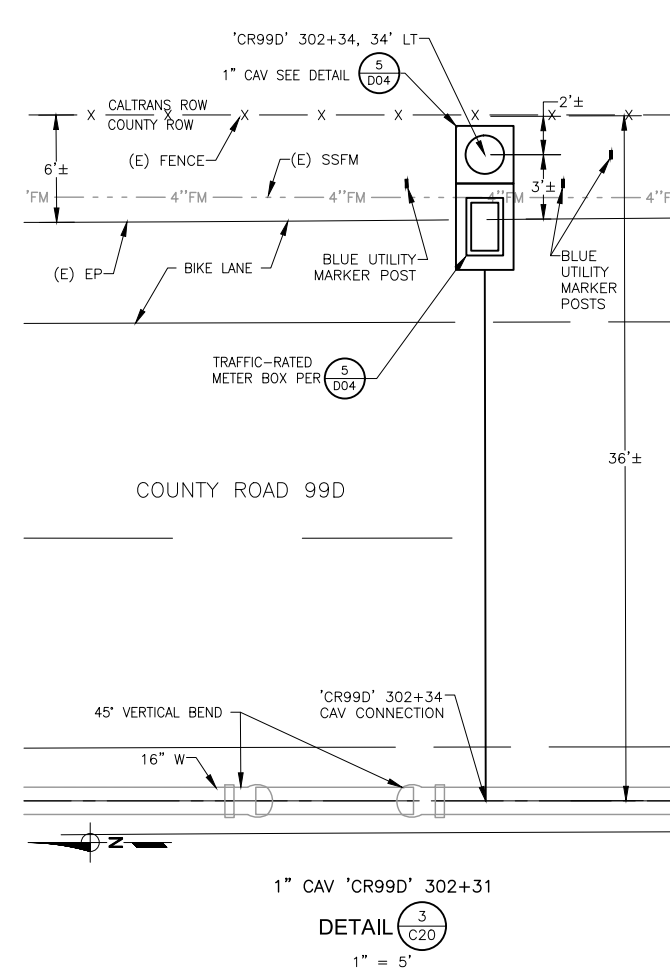 'CR99D' 302+34, 34' LT
5
D04
1" CAV SEE DETAIL
2'±
X CALTRANS ROW X X X X X X X
COUNTY ROW
(E) FENCE
(E) SSFM
6'±
3'±
'FM 4"FM 4"FM 4"FM 4"F
BLUE UTILITY
MARKER POST
BLUE
UTILITY
MARKER
POSTS
(E) EP
BIKE LANE
TRAFFIC-RATED
METER BOX PER
5
D04
36'±
COUNTY ROAD 99D
'CR99D' 302+34
CAV CONNECTION
45° VERTICAL BEND
16" W
N
1" CAV 'CR99D' 302+31
DETAIL
3
C20
1" = 5'